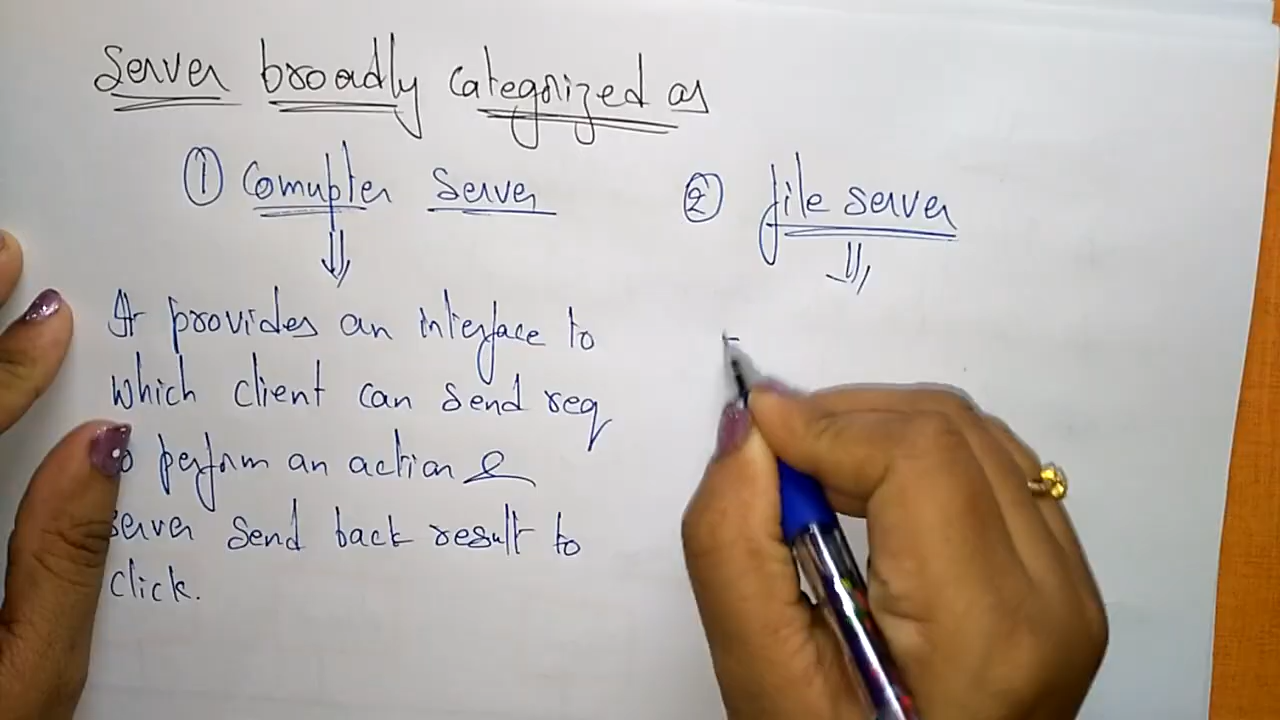 Server broadly categorized as
① Comupter Server
② file server
It provides an interface to
which client can send req
to perform an action &
server send back result to
click.